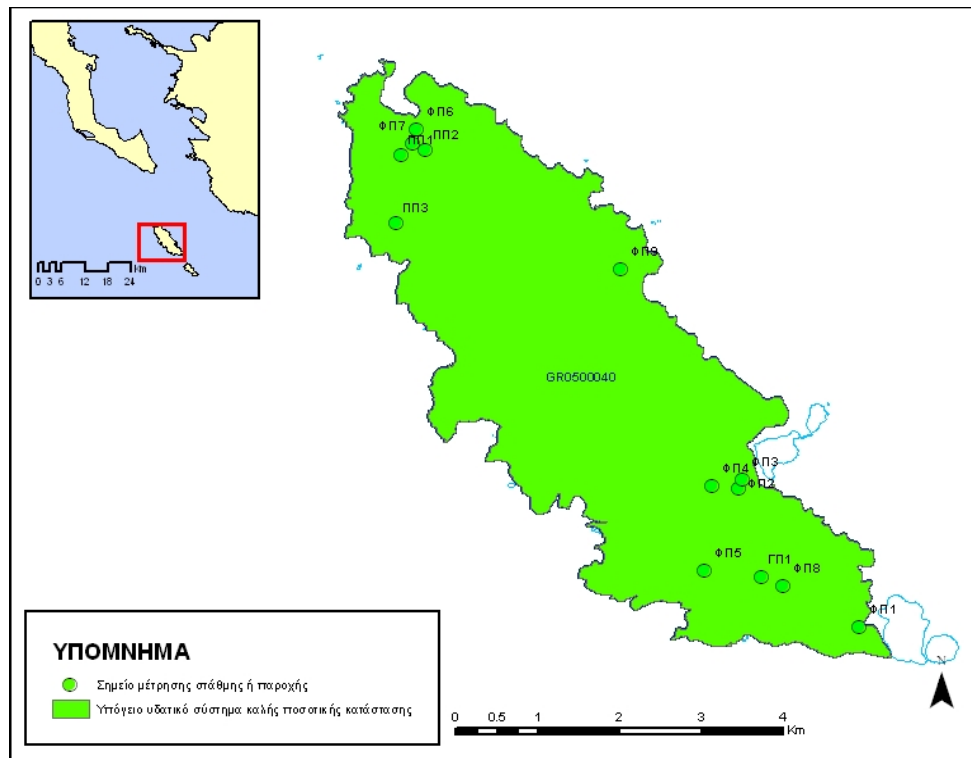 ΦΠ6
ΦΠ7
ΠΠ2
ΠΠ1
ΠΠ3
ΦΠ9
Km
0 3 6 12 18 24
GR0500040
ΦΠ3
ΦΠ4
ΦΠ2
ΦΠ5
ΓΠ1
ΦΠ8
ΦΠ1
ΥΠΟΜΝΗΜΑ
Σημείο μέτρησης στάθμης ή παροχής
Υπόγειο υδατικό σύστημα καλής ποσοτικής κατάστασης
N
0 0.5 1 2 3 4
Km